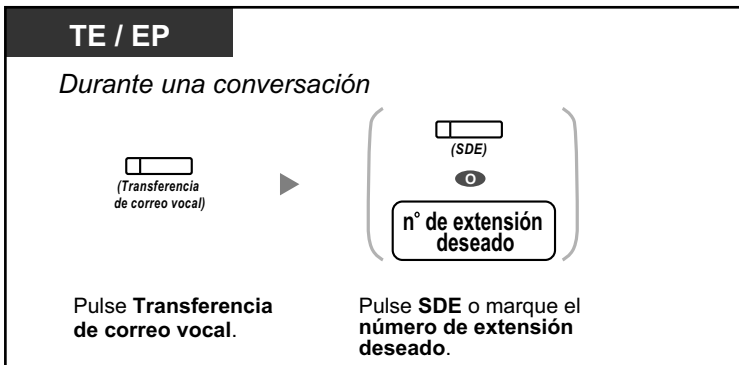 TE / EP
Durante una conversación
(Transferencia
de correo vocal)
(SDE)
O
n° de extensión
deseado
Pulse Transferencia
de correo vocal.
Pulse SDE o marque el
número de extensión
deseado.